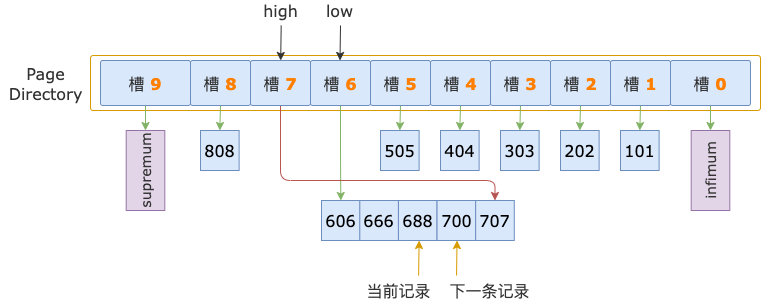 high low
Page
Directory
槽 9 槽 8 槽 7 槽 6 槽 5 槽 4 槽 3 槽 2 槽 1 槽 0
supremum 808 505 404 303 202 101 infimum
606 666 688 700 707
当前记录 下一条记录